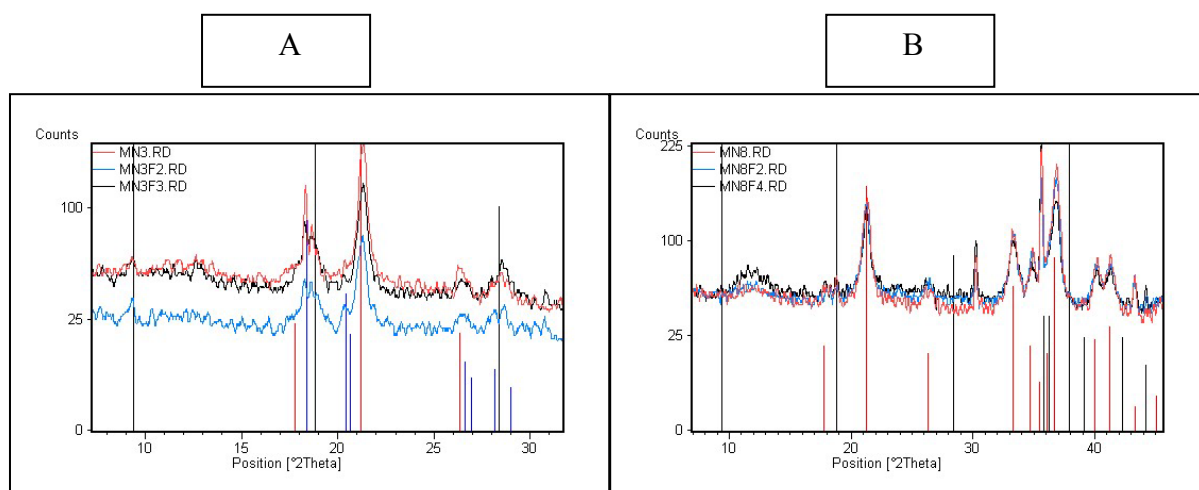 A
B
Counts
MN3.RD
MN3F2.RD
MN3F3.RD
100
25
0
10 15 20 25 30
Position [°2Theta]
Counts
225
MN8.RD
MN8F2.RD
MN8F4.RD
100
25
0
10 20 30 40
Position [°2Theta]